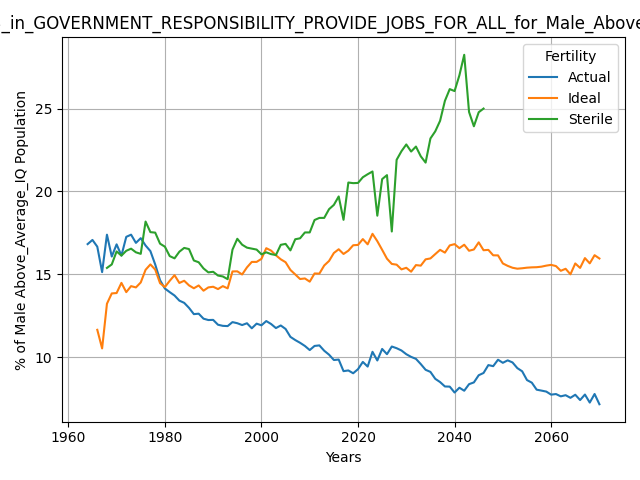 _in_GOVERNMENT_RESPONSIBILITY_PROVIDE_JOBS_FOR_ALL_for_Male_Above
Fertility
Actual
Ideal
Sterile
% of Male Above_Average_IQ Population
25
20
15
10
1960
1980
2000
2020
2040
2060
Years